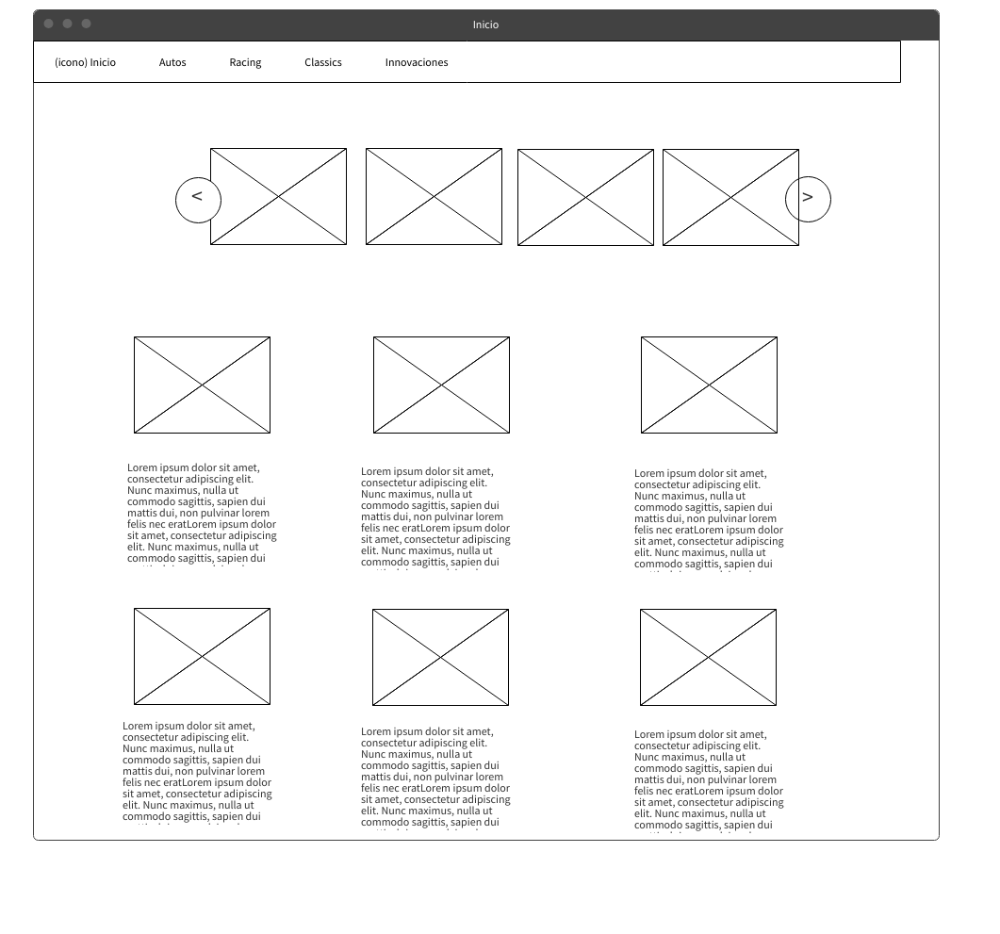 Inicio
(icono) Inicio Autos Racing Classics Innovaciones
<
>
Lorem ipsum dolor sit amet,
consectetur adipiscing elit.
Nunc maximus, nulla ut
commodo sagittis, sapien dui
mattis dui, non pulvinar lorem
felis nec eratLorem ipsum dolor
sit amet, consectetur adipiscing
elit. Nunc maximus, nulla ut
commodo sagittis, sapien dui
Lorem ipsum dolor sit amet,
consectetur adipiscing elit.
Nunc maximus, nulla ut
commodo sagittis, sapien dui
mattis dui, non pulvinar lorem
felis nec eratLorem ipsum dolor
sit amet, consectetur adipiscing
elit. Nunc maximus, nulla ut
commodo sagittis, sapien dui
Lorem ipsum dolor sit amet,
consectetur adipiscing elit.
Nunc maximus, nulla ut
commodo sagittis, sapien dui
mattis dui, non pulvinar lorem
felis nec eratLorem ipsum dolor
sit amet, consectetur adipiscing
elit. Nunc maximus, nulla ut
commodo sagittis, sapien dui
Lorem ipsum dolor sit amet,
consectetur adipiscing elit.
Nunc maximus, nulla ut
commodo sagittis, sapien dui
mattis dui, non pulvinar lorem
felis nec eratLorem ipsum dolor
sit amet, consectetur adipiscing
elit. Nunc maximus, nulla ut
commodo sagittis, sapien dui
Lorem ipsum dolor sit amet,
consectetur adipiscing elit.
Nunc maximus, nulla ut
commodo sagittis, sapien dui
mattis dui, non pulvinar lorem
felis nec eratLorem ipsum dolor
sit amet, consectetur adipiscing
elit. Nunc maximus, nulla ut
commodo sagittis, sapien dui
Lorem ipsum dolor sit amet,
consectetur adipiscing elit.
Nunc maximus, nulla ut
commodo sagittis, sapien dui
mattis dui, non pulvinar lorem
felis nec eratLorem ipsum dolor
sit amet, consectetur adipiscing
elit. Nunc maximus, nulla ut
commodo sagittis, sapien dui